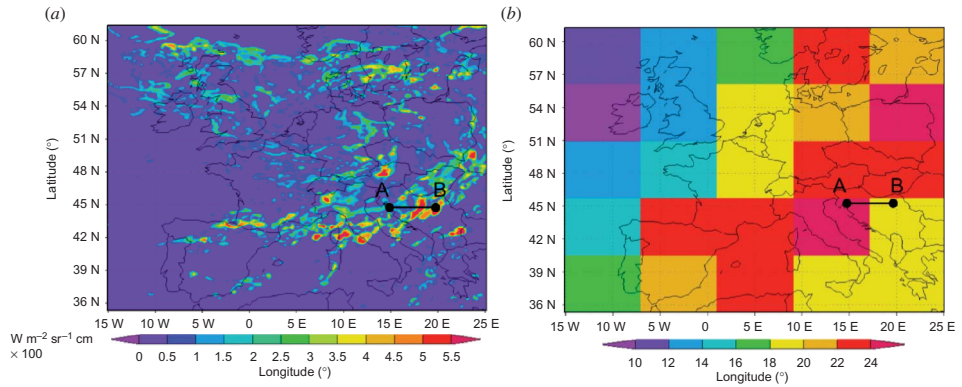 (a)
61 N
57 N
54 N
51 N
48 N
45 N
42 N
39 N
36 N
Latitude (°)
A B
15 W 10 W 5 W 0 5 E 10 E 15 E 20 E 25 E
W m⁻² sr⁻¹ cm
× 100
0 0.5 1 1.5 2 2.5 3 3.5 4 4.5 5 5.5
Longitude (°)
(b)
60 N
57 N
54 N
51 N
48 N
45 N
42 N
39 N
36 N
Latitude (°)
A B
15 W 10 W 5 W 0 5 E 10 E 15 E 20 E 25 E
10 12 14 16 18 20 22 24
Longitude (°)